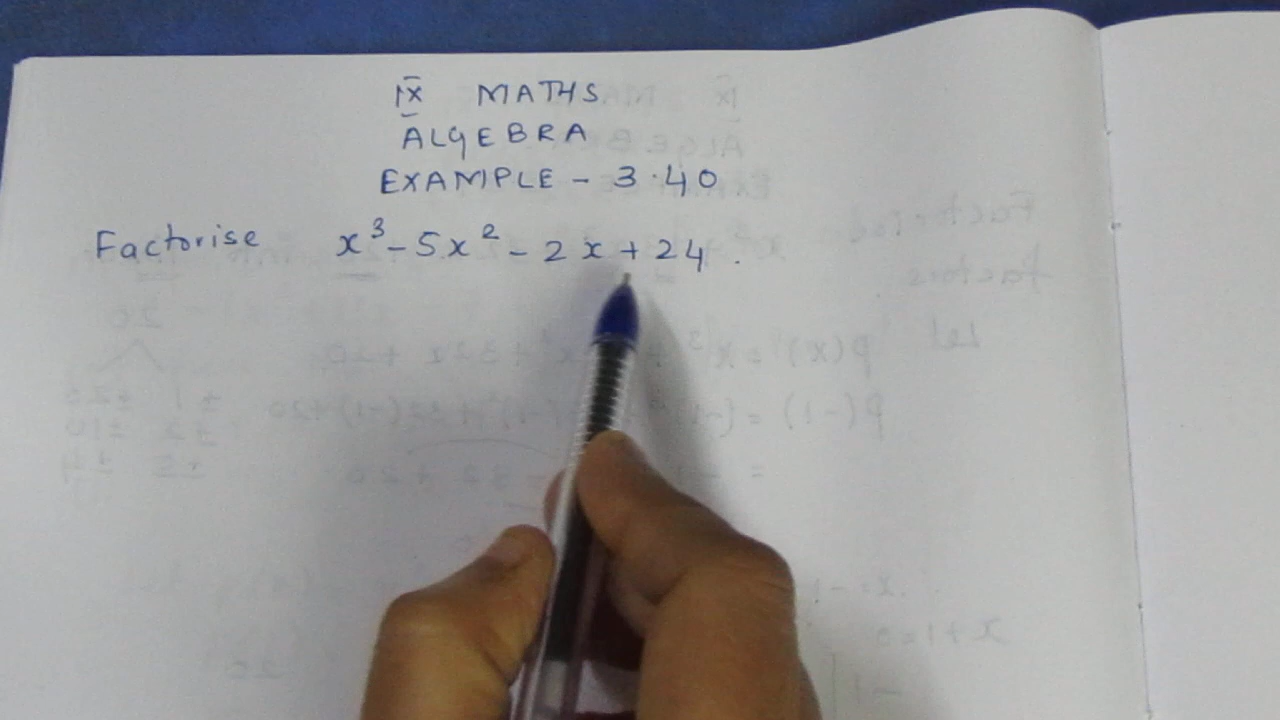 IX MATHS
ALGEBRA
EXAMPLE - 3.40
Factorise x³ - 5x² - 2x + 24 .